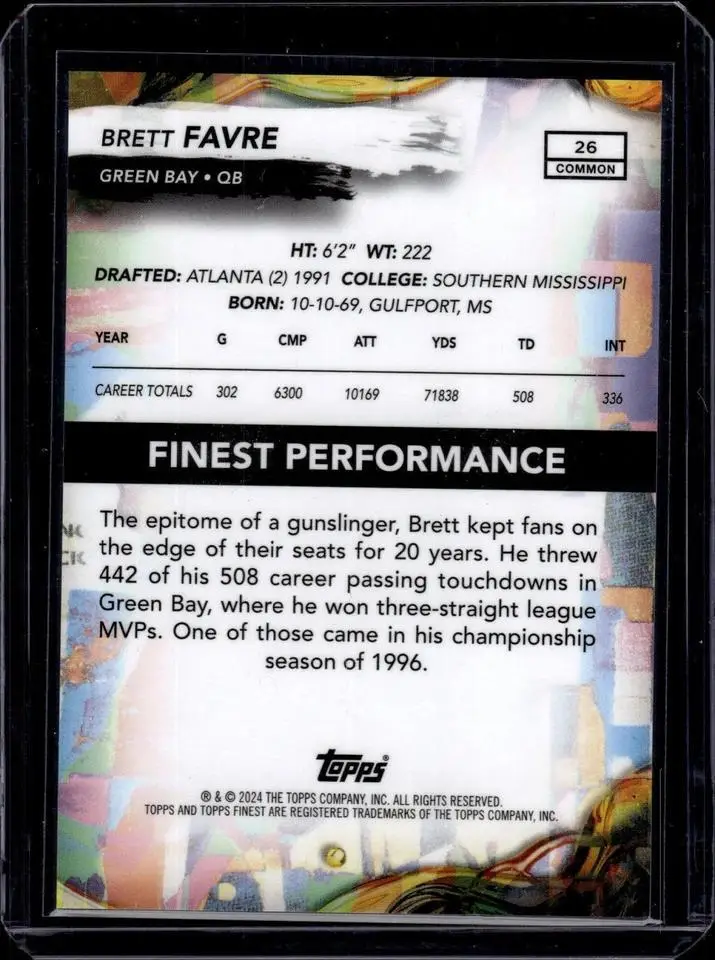 BRETT FAVRE
GREEN BAY • QB
26
COMMON
HT: 6'2" WT: 222
DRAFTED: ATLANTA (2) 1991 COLLEGE: SOUTHERN MISSISSIPPI
BORN: 10-10-69, GULFPORT, MS
YEAR G CMP ATT YDS TD INT
CAREER TOTALS 302 6300 10169 71838 508 336
FINEST PERFORMANCE
The epitome of a gunslinger, Brett kept fans on
the edge of their seats for 20 years. He threw
442 of his 508 career passing touchdowns in
Green Bay, where he won three-straight league
MVPs. One of those came in his championship
season of 1996.
topps®
® & © 2024 THE TOPPS COMPANY, INC. ALL RIGHTS RESERVED.
TOPPS AND TOPPS FINEST ARE REGISTERED TRADEMARKS OF THE TOPPS COMPANY, INC.